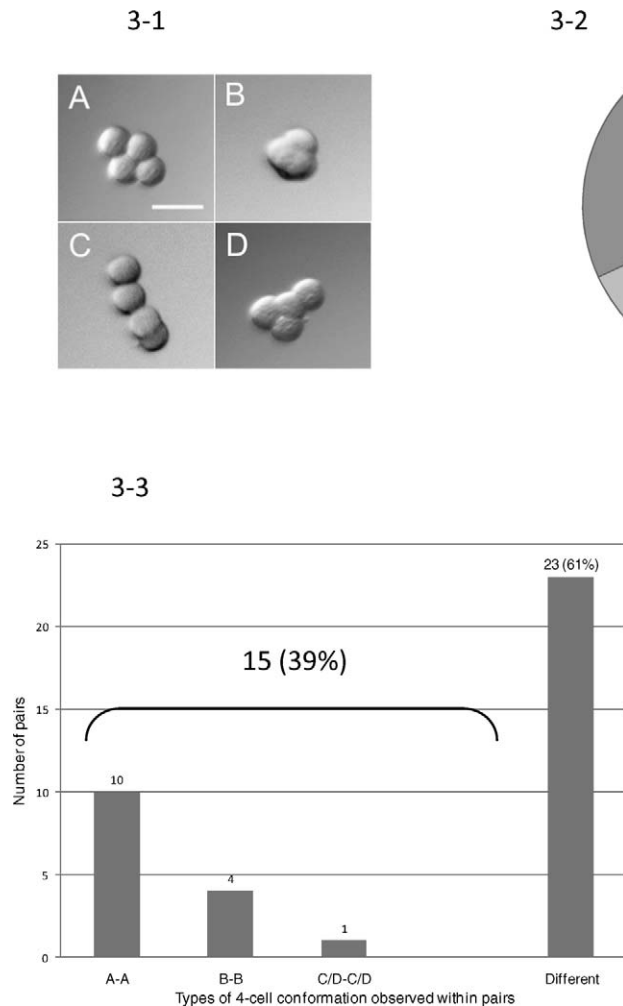 3-1
3-2
A
B
C
D
3-3
25
20
15
10
5
0
Number of pairs
15 (39%)
10
4
1
23 (61%)
A-A
B-B
C/D-C/D
Different
Types of 4-cell conformation observed within pairs